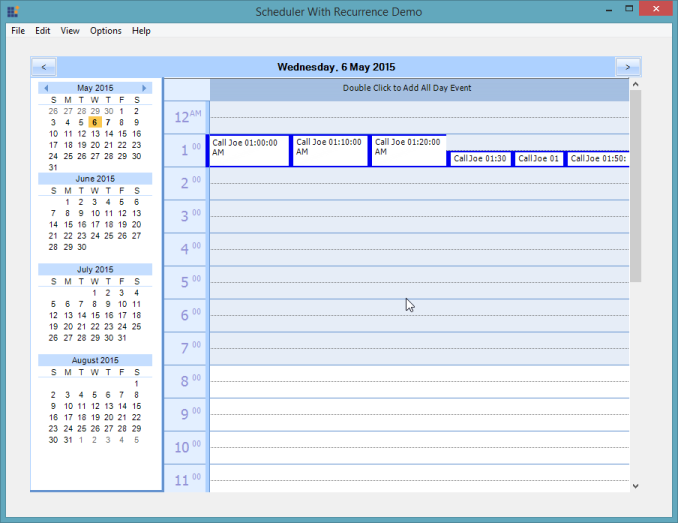 Scheduler With Recurrence Demo
File Edit View Options Help
< Wednesday, 6 May 2015 >
May 2015
S M T W T F S
26 27 28 29 30 1 2
3 4 5 6 7 8 9
10 11 12 13 14 15 16
17 18 19 20 21 22 23
24 25 26 27 28 29 30
31
June 2015
S M T W T F S
1 2 3 4 5 6
7 8 9 10 11 12 13
14 15 16 17 18 19 20
21 22 23 24 25 26 27
28 29 30
July 2015
S M T W T F S
1 2 3 4
5 6 7 8 9 10 11
12 13 14 15 16 17 18
19 20 21 22 23 24 25
26 27 28 29 30 31
August 2015
S M T W T F S
1
2 3 4 5 6 7 8
9 10 11 12 13 14 15
16 17 18 19 20 21 22
23 24 25 26 27 28 29
30 31 1 2 3 4 5
Double Click to Add All Day Event
12 AM
1 00
Call Joe 01:00:00
AM
Call Joe 01:10:00
AM
Call Joe 01:20:00
AM
Call Joe 01:30
Call Joe 01
Call Joe 01:50:
2 00
3 00
4 00
5 00
6 00
7 00
8 00
9 00
10 00
11 00